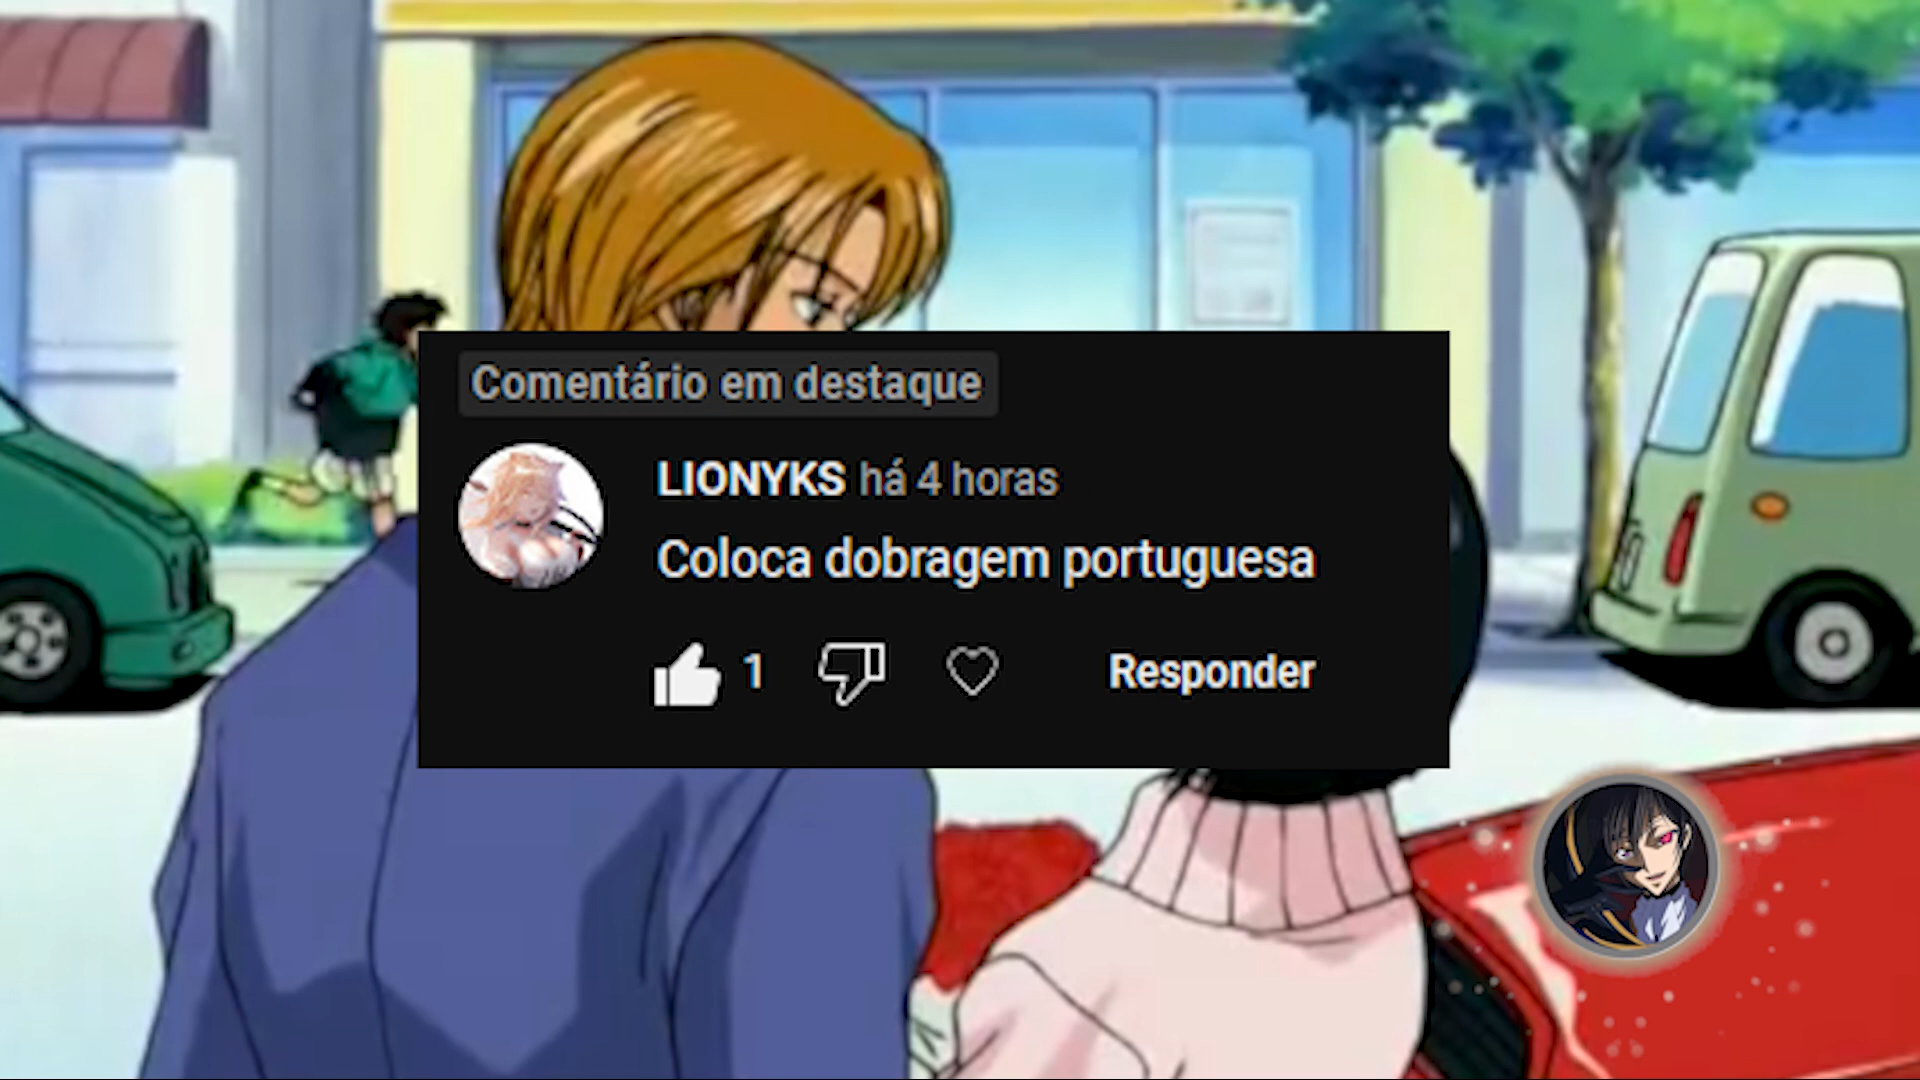 Comentário em destaque
LIONYKS há 4 horas
Coloca dobragem portuguesa
1
Responder